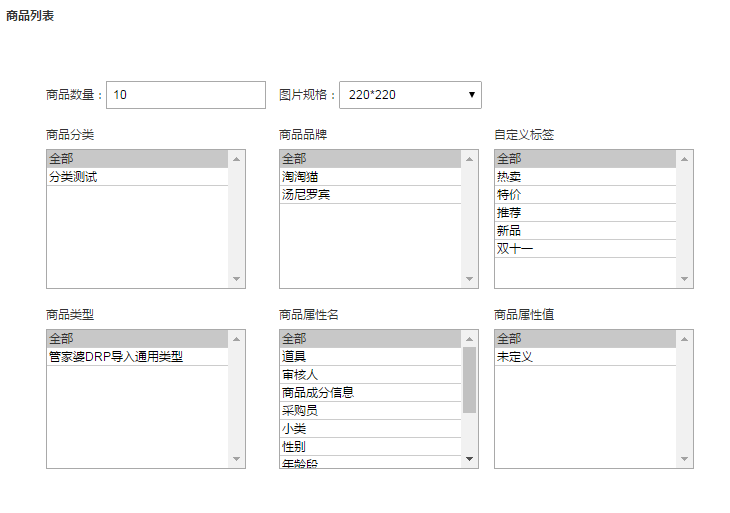 商品列表
商品数量：10
图片规格：220*220
商品分类
全部
分类测试
商品品牌
全部
淘淘猫
汤尼罗宾
自定义标签
全部
热卖
特价
推荐
新品
双十一
商品类型
全部
管家婆DRP导入通用类型
商品属性名
全部
道具
审核人
商品成分信息
采购员
小类
性别
年龄段
商品属性值
全部
未定义